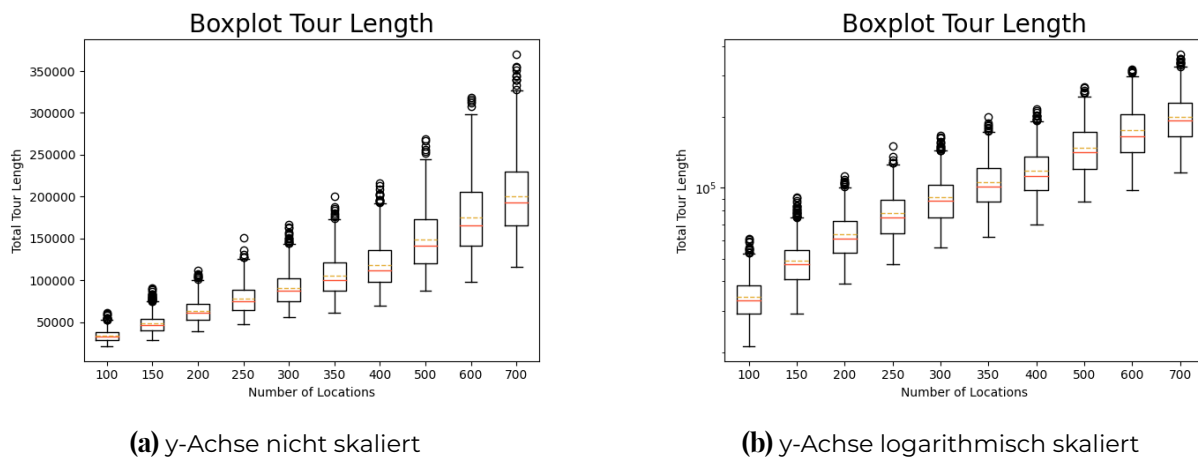 Boxplot Tour Length
Total Tour Length
350000
300000
250000
200000
150000
100000
50000
100 150 200 250 300 350 400 500 600 700
Number of Locations
(a) y-Achse nicht skaliert
Boxplot Tour Length
Total Tour Length
10⁵
100 150 200 250 300 350 400 500 600 700
Number of Locations
(b) y-Achse logarithmisch skaliert